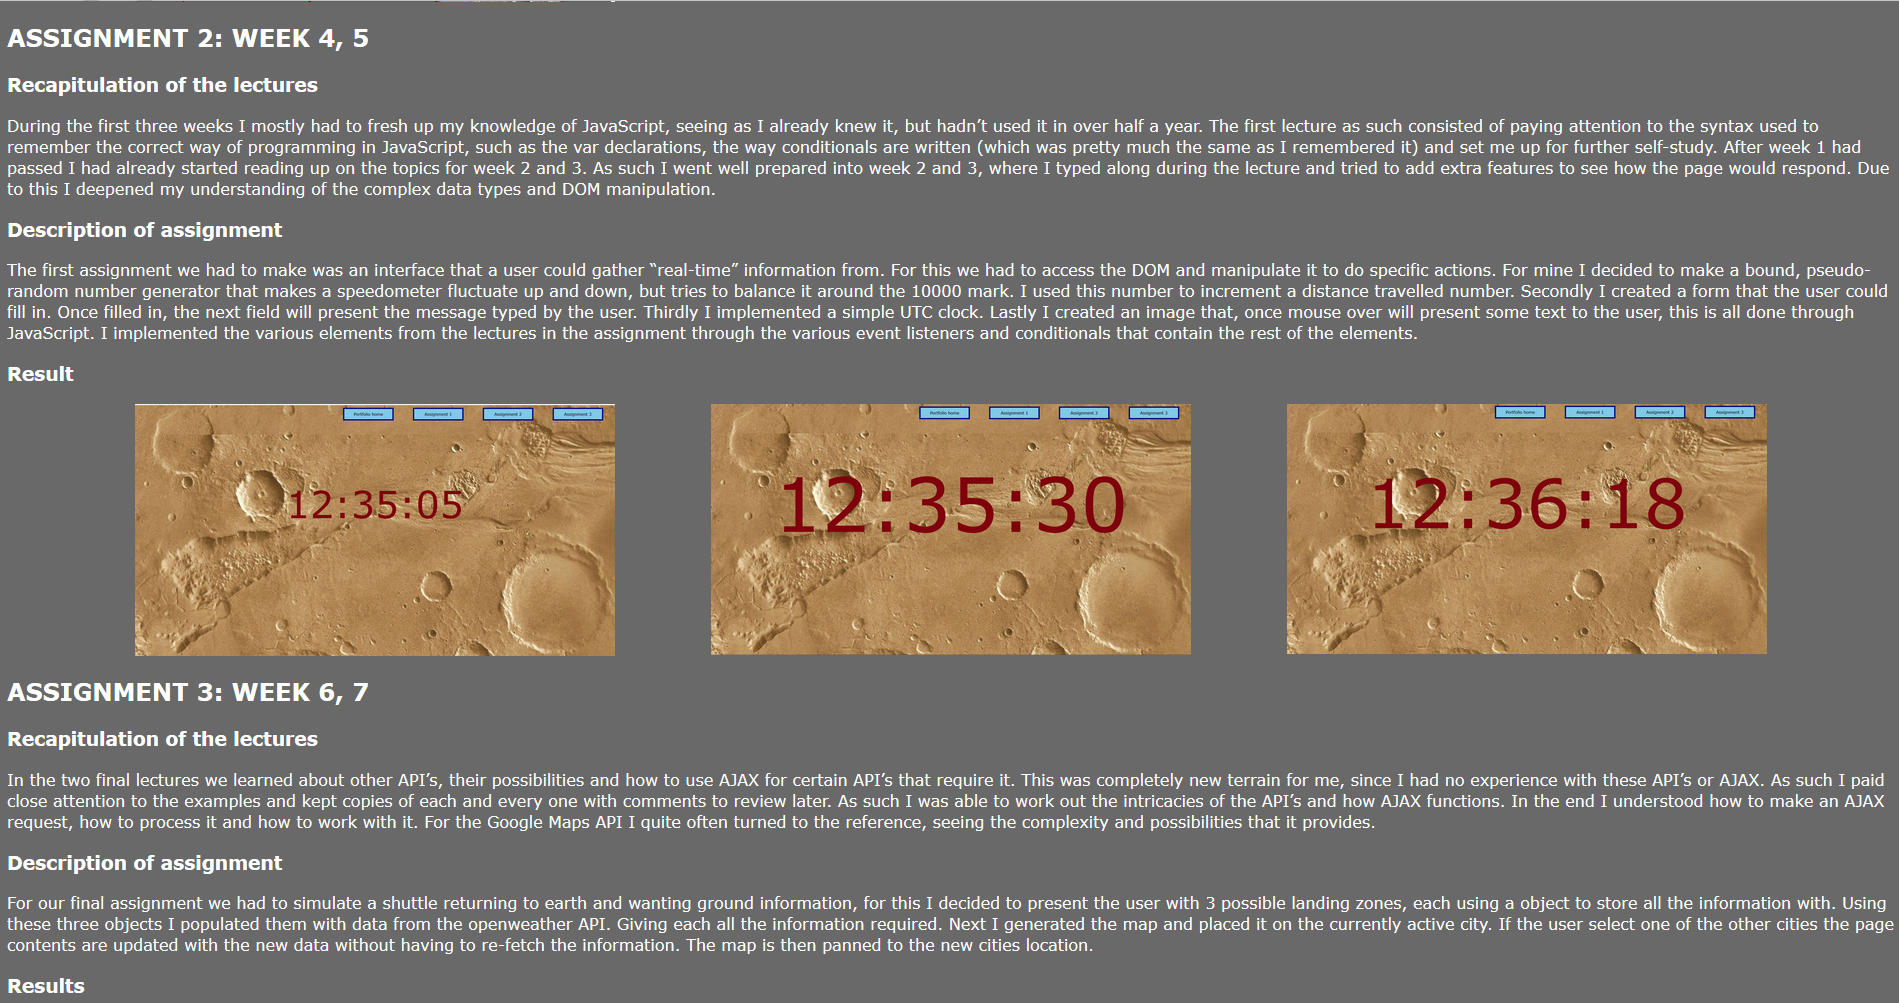 ASSIGNMENT 2: WEEK 4, 5
Recapitulation of the lectures
During the first three weeks I mostly had to fresh up my knowledge of JavaScript, seeing as I already knew it, but hadn’t used it in over half a year. The first lecture as such consisted of paying attention to the syntax used to
remember the correct way of programming in JavaScript, such as the var declarations, the way conditionals are written (which was pretty much the same as I remembered it) and set me up for further self-study. After week 1 had
passed I had already started reading up on the topics for week 2 and 3. As such I went well prepared into week 2 and 3, where I typed along during the lecture and tried to add extra features to see how the page would respond. Due
to this I deepened my understanding of the complex data types and DOM manipulation.
Description of assignment
The first assignment we had to make was an interface that a user could gather “real-time” information from. For this we had to access the DOM and manipulate it to do specific actions. For mine I decided to make a bound, pseudo-
random number generator that makes a speedometer fluctuate up and down, but tries to balance it around the 10000 mark. I used this number to increment a distance travelled number. Secondly I created a form that the user could
fill in. Once filled in, the next field will present the message typed by the user. Thirdly I implemented a simple UTC clock. Lastly I created an image that, once mouse over will present some text to the user, this is all done through
JavaScript. I implemented the various elements from the lectures in the assignment through the various event listeners and conditionals that contain the rest of the elements.
Result
Portfolio home Assignment 1 Assignment 2 Assignment 3
12:35:05
Portfolio home Assignment 1 Assignment 2 Assignment 3
12:35:30
Portfolio home Assignment 1 Assignment 2 Assignment 3
12:36:18
ASSIGNMENT 3: WEEK 6, 7
Recapitulation of the lectures
In the two final lectures we learned about other API’s, their possibilities and how to use AJAX for certain API’s that require it. This was completely new terrain for me, since I had no experience with these API’s or AJAX. As such I paid
close attention to the examples and kept copies of each and every one with comments to review later. As such I was able to work out the intricacies of the API’s and how AJAX functions. In the end I understood how to make an AJAX
request, how to process it and how to work with it. For the Google Maps API I quite often turned to the reference, seeing the complexity and possibilities that it provides.
Description of assignment
For our final assignment we had to simulate a shuttle returning to earth and wanting ground information, for this I decided to present the user with 3 possible landing zones, each using a object to store all the information with. Using
these three objects I populated them with data from the openweather API. Giving each all the information required. Next I generated the map and placed it on the currently active city. If the user select one of the other cities the page
contents are updated with the new data without having to re-fetch the information. The map is then panned to the new cities location.
Results